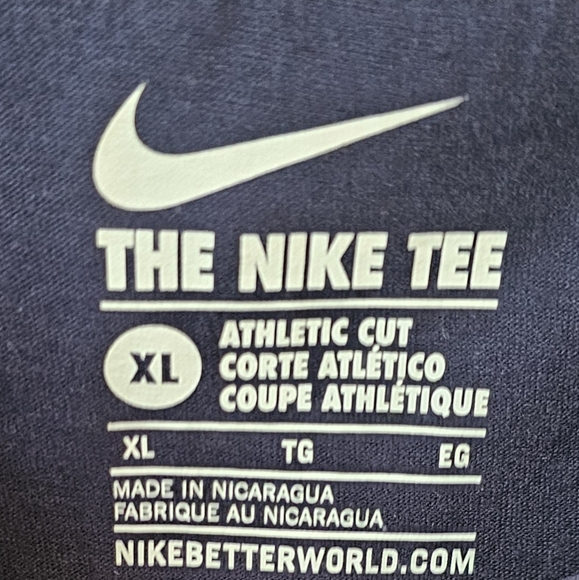 THE NIKE TEE
XL
ATHLETIC CUT
CORTE ATLÉTICO
COUPE ATHLÉTIQUE
XL TG EG
MADE IN NICARAGUA
FABRIQUE AU NICARAGUA
NIKEBETTERWORLD.COM